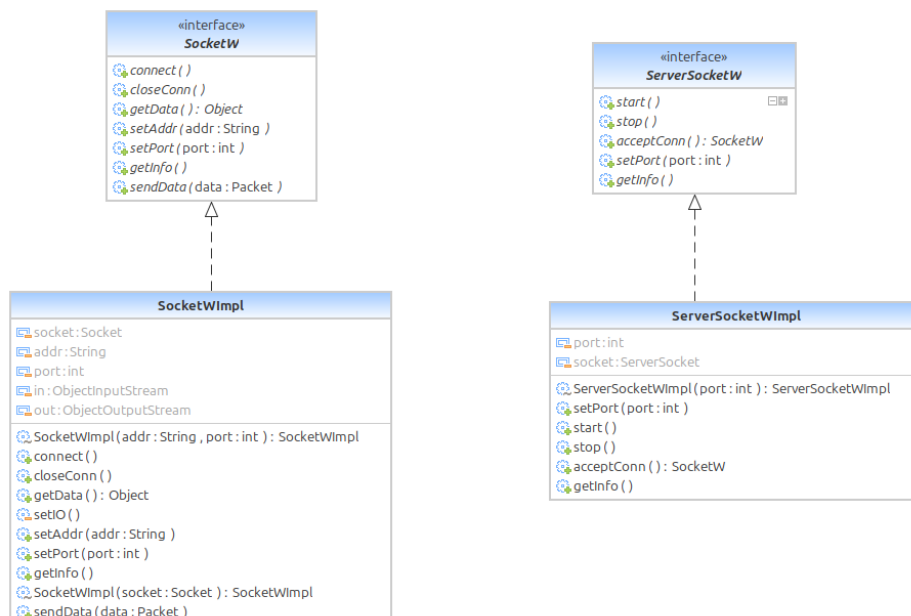 «interface»
SocketW
connect ( )
closeConn ( )
getData ( ) : Object
setAddr ( addr : String )
setPort ( port : int )
getInfo ( )
sendData ( data : Packet )
«interface»
ServerSocketW
start ( )
stop ( )
acceptConn ( ) : SocketW
setPort ( port : int )
getInfo ( )
SocketWImpl
socket : Socket
addr : String
port : int
in : ObjectInputStream
out : ObjectOutputStream
SocketWImpl ( addr : String , port : int ) : SocketWImpl
connect ( )
closeConn ( )
getData ( ) : Object
setIO ( )
setAddr ( addr : String )
setPort ( port : int )
getInfo ( )
SocketWImpl ( socket : Socket ) : SocketWImpl
sendData ( data : Packet )
ServerSocketWImpl
port : int
socket : ServerSocket
ServerSocketWImpl ( port : int ) : ServerSocketWImpl
setPort ( port : int )
start ( )
stop ( )
acceptConn ( ) : SocketW
getInfo ( )